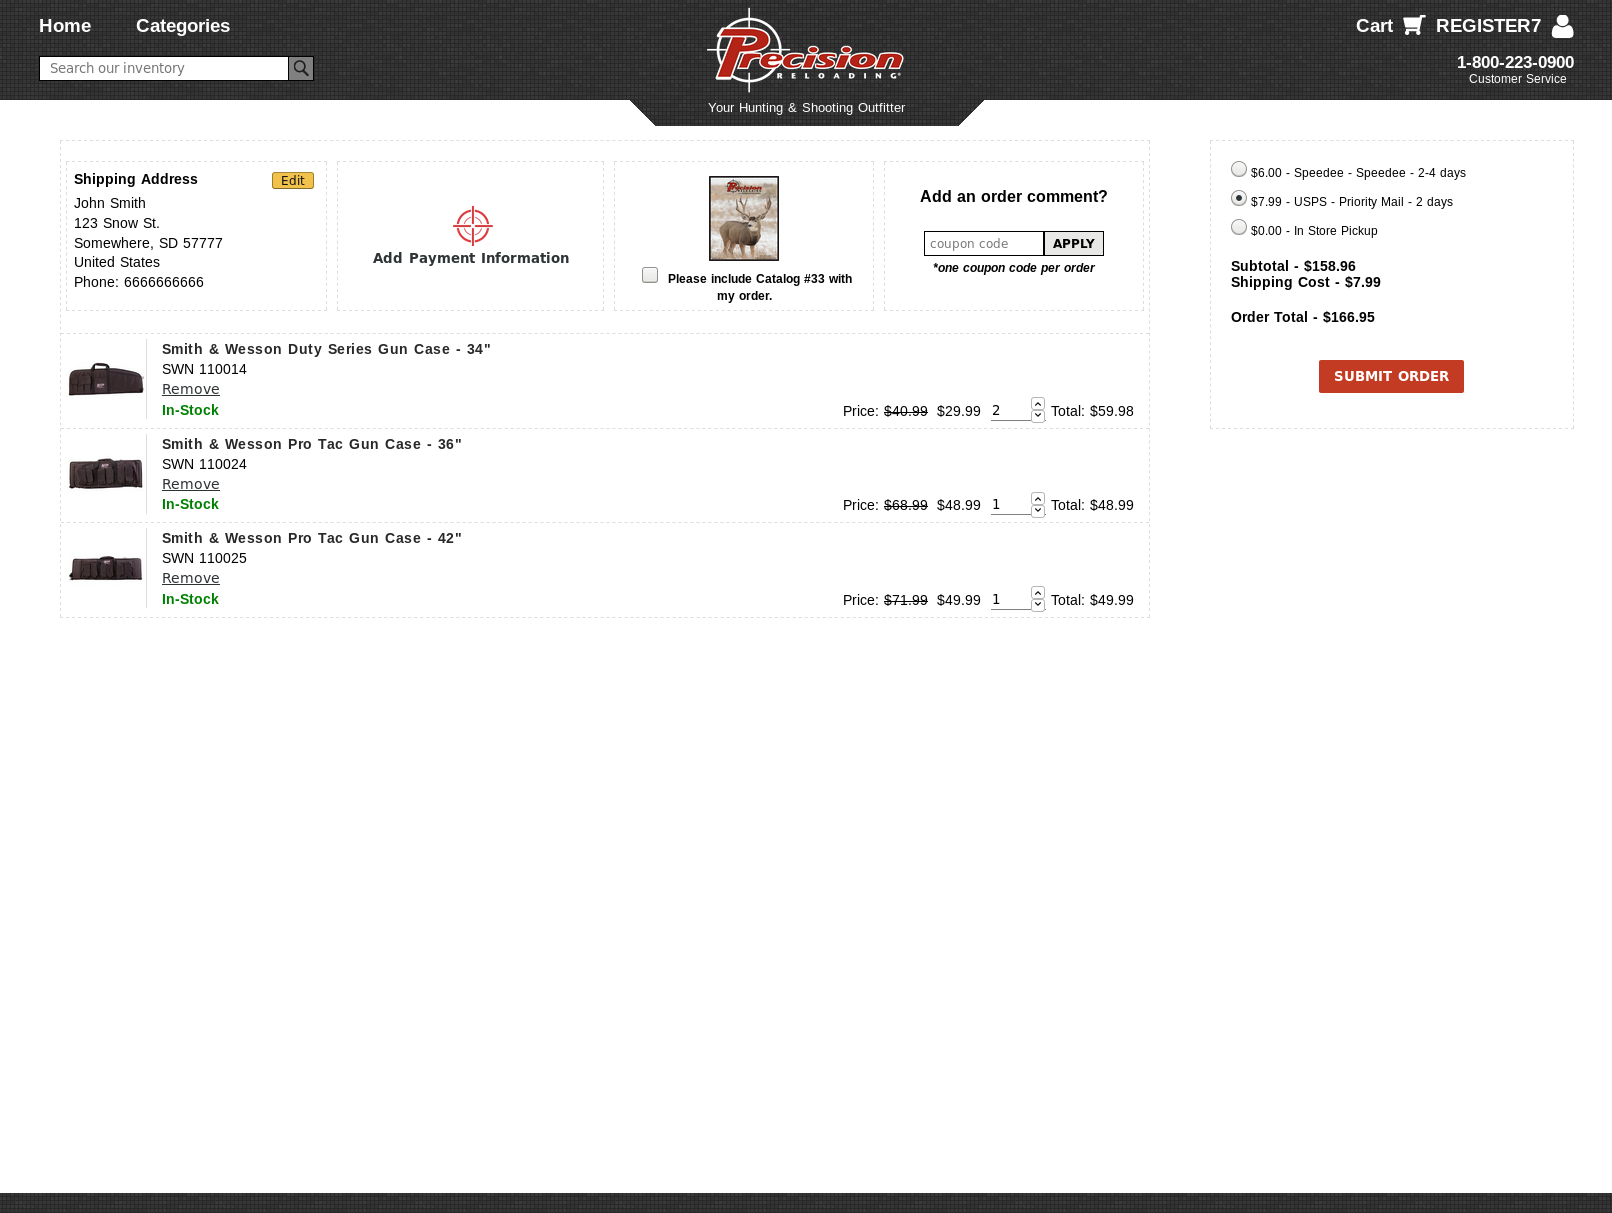 Home
Categories
Search our inventory
Precision
RELOADING
Your Hunting & Shooting Outfitter
Cart
REGISTER7
1-800-223-0900
Customer Service
Shipping Address
Edit
John Smith
123 Snow St.
Somewhere, SD 57777
United States
Phone: 6666666666
Add Payment Information
Precision
Please include Catalog #33 with
my order.
Add an order comment?
coupon code
APPLY
*one coupon code per order
Smith & Wesson Duty Series Gun Case - 34"
SWN 110014
Remove
In-Stock
Price: $40.99 $29.99 2 Total: $59.98
Smith & Wesson Pro Tac Gun Case - 36"
SWN 110024
Remove
In-Stock
Price: $68.99 $48.99 1 Total: $48.99
Smith & Wesson Pro Tac Gun Case - 42"
SWN 110025
Remove
In-Stock
Price: $71.99 $49.99 1 Total: $49.99
$6.00 - Speedee - Speedee - 2-4 days
$7.99 - USPS - Priority Mail - 2 days
$0.00 - In Store Pickup
Subtotal - $158.96
Shipping Cost - $7.99
Order Total - $166.95
SUBMIT ORDER